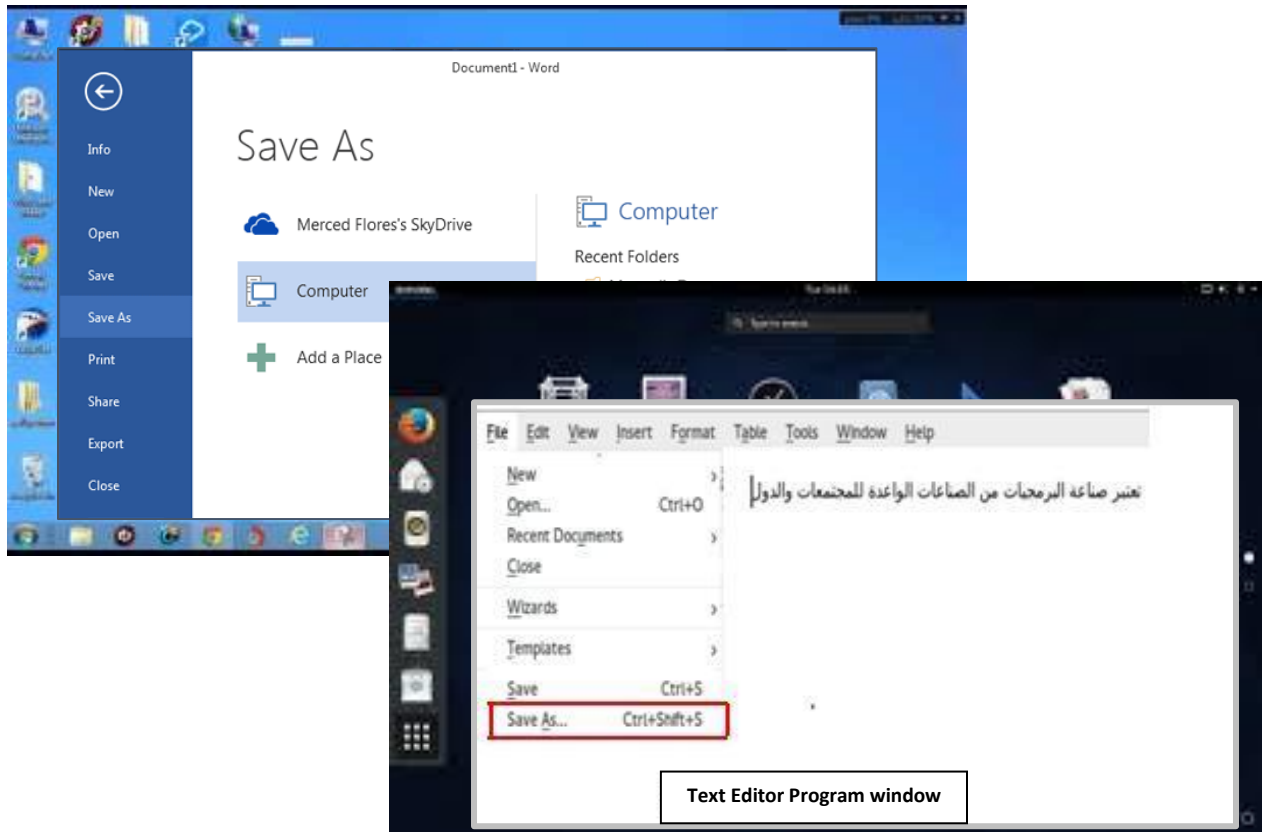 Document1 - Word
Save As
Info
New
Open
Save
Save As
Print
Share
Export
Close
Merced Flores's SkyDrive
Computer
Add a Place
Computer
Recent Folders
File Edit View Insert Format Table Tools Window Help
New
Open... Ctrl+O
Recent Documents
Close
Wizards
Templates
Save Ctrl+S
Save As... Ctrl+Shift+S
تعتبر صناعة البرمجيات من الصناعات الواعدة للمجتمعات والدول
Text Editor Program window